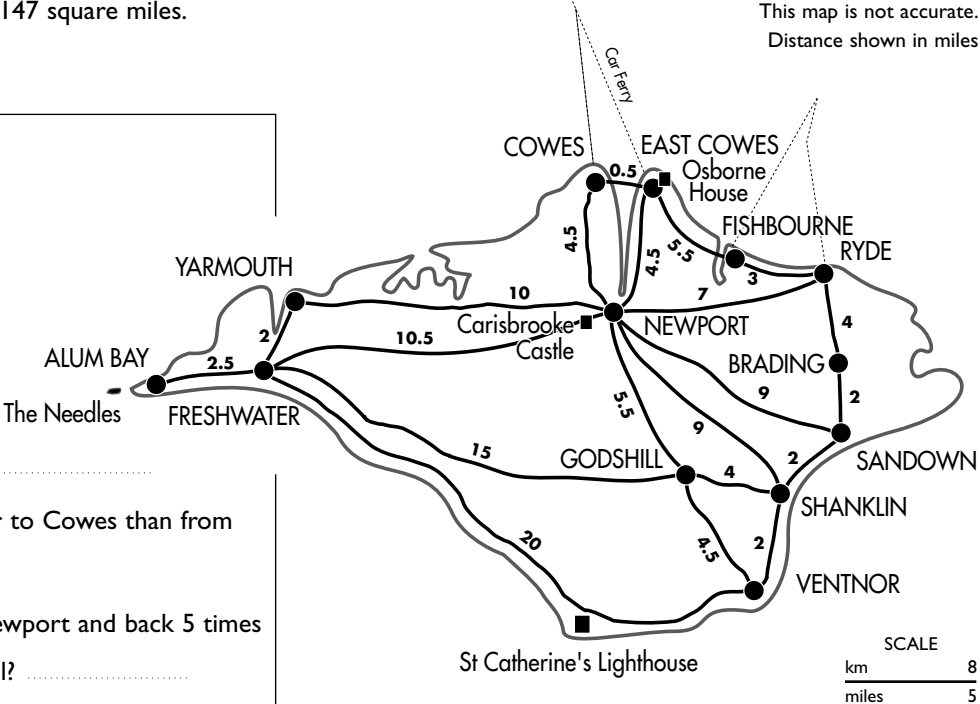 147 square miles.
This map is not accurate.
Distance shown in miles
Car Ferry
COWES
EAST COWES
0.5
Osborne
House
FISHBOURNE
RYDE
4.5
4.5
5.5
3
YARMOUTH
10
7
Carisbrooke
Castle
NEWPORT
4
2
10.5
ALUM BAY
2.5
BRADING
The Needles
FRESHWATER
9
2
5.5
9
15
GODSHILL
4
2
SANDOWN
SHANKLIN
r to Cowes than from
20
4.5
2
VENTNOR
ewport and back 5 times
l?
St Catherine's Lighthouse
SCALE
km 8
miles 5